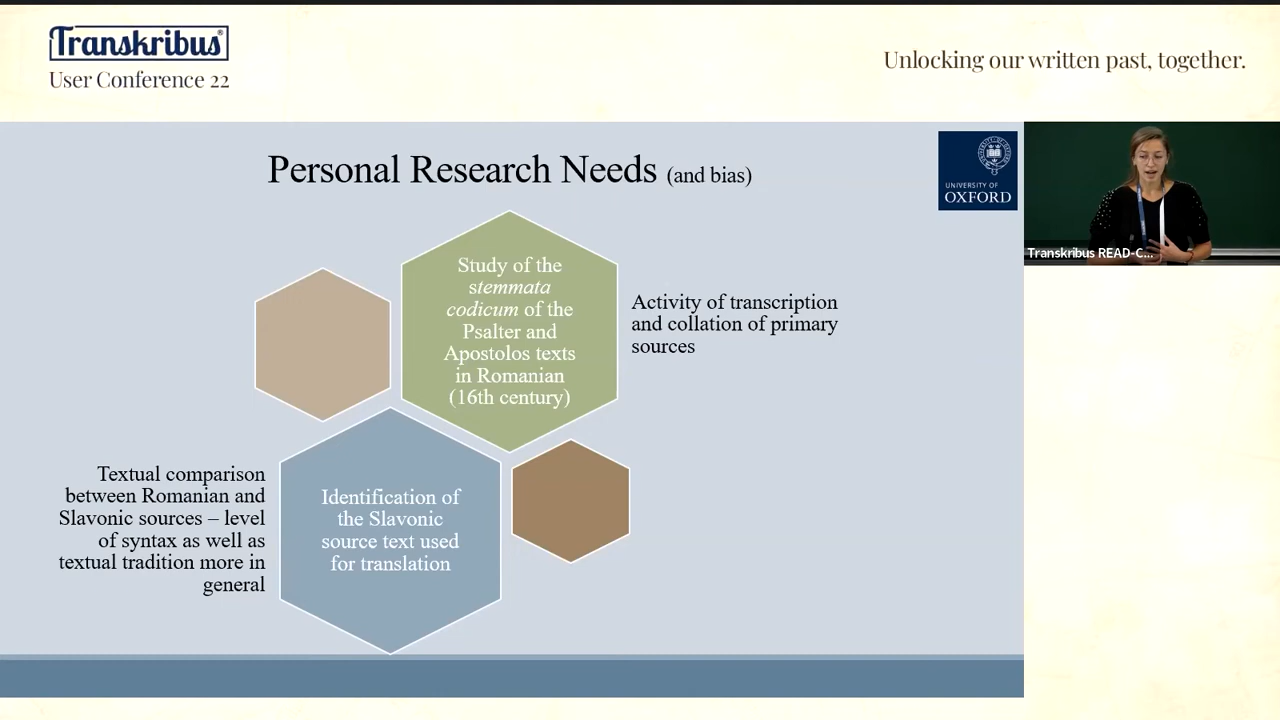 Transkribus®
User Conference 22
Unlocking our written past, together.
Personal Research Needs (and bias)
UNIVERSITY OF
OXFORD
Transkribus READ-C...
Study of the
stemmata
codicum of the
Psalter and
Apostolos texts
in Romanian
(16th century)
Activity of transcription
and collation of primary
sources
Textual comparison
between Romanian and
Slavonic sources – level
of syntax as well as
textual tradition more in
general
Identification of
the Slavonic
source text used
for translation